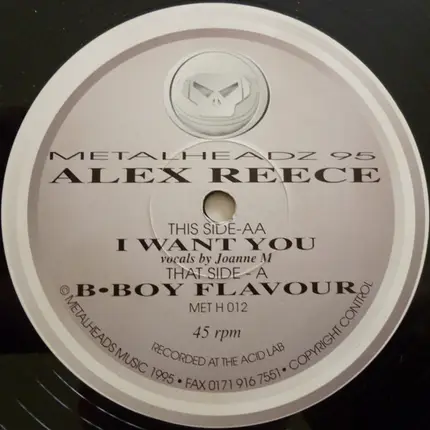 METALHEADZ 95
ALEX REECE
THIS SIDE-AA
I WANT YOU
vocals by Joanne M
THAT SIDE - A
B•BOY FLAVOUR
MET H 012
45 rpm
RECORDED AT THE ACID LAB
© METALHEADS MUSIC 1995 • FAX 0171 916 7551 • COPYRIGHT CONTROL